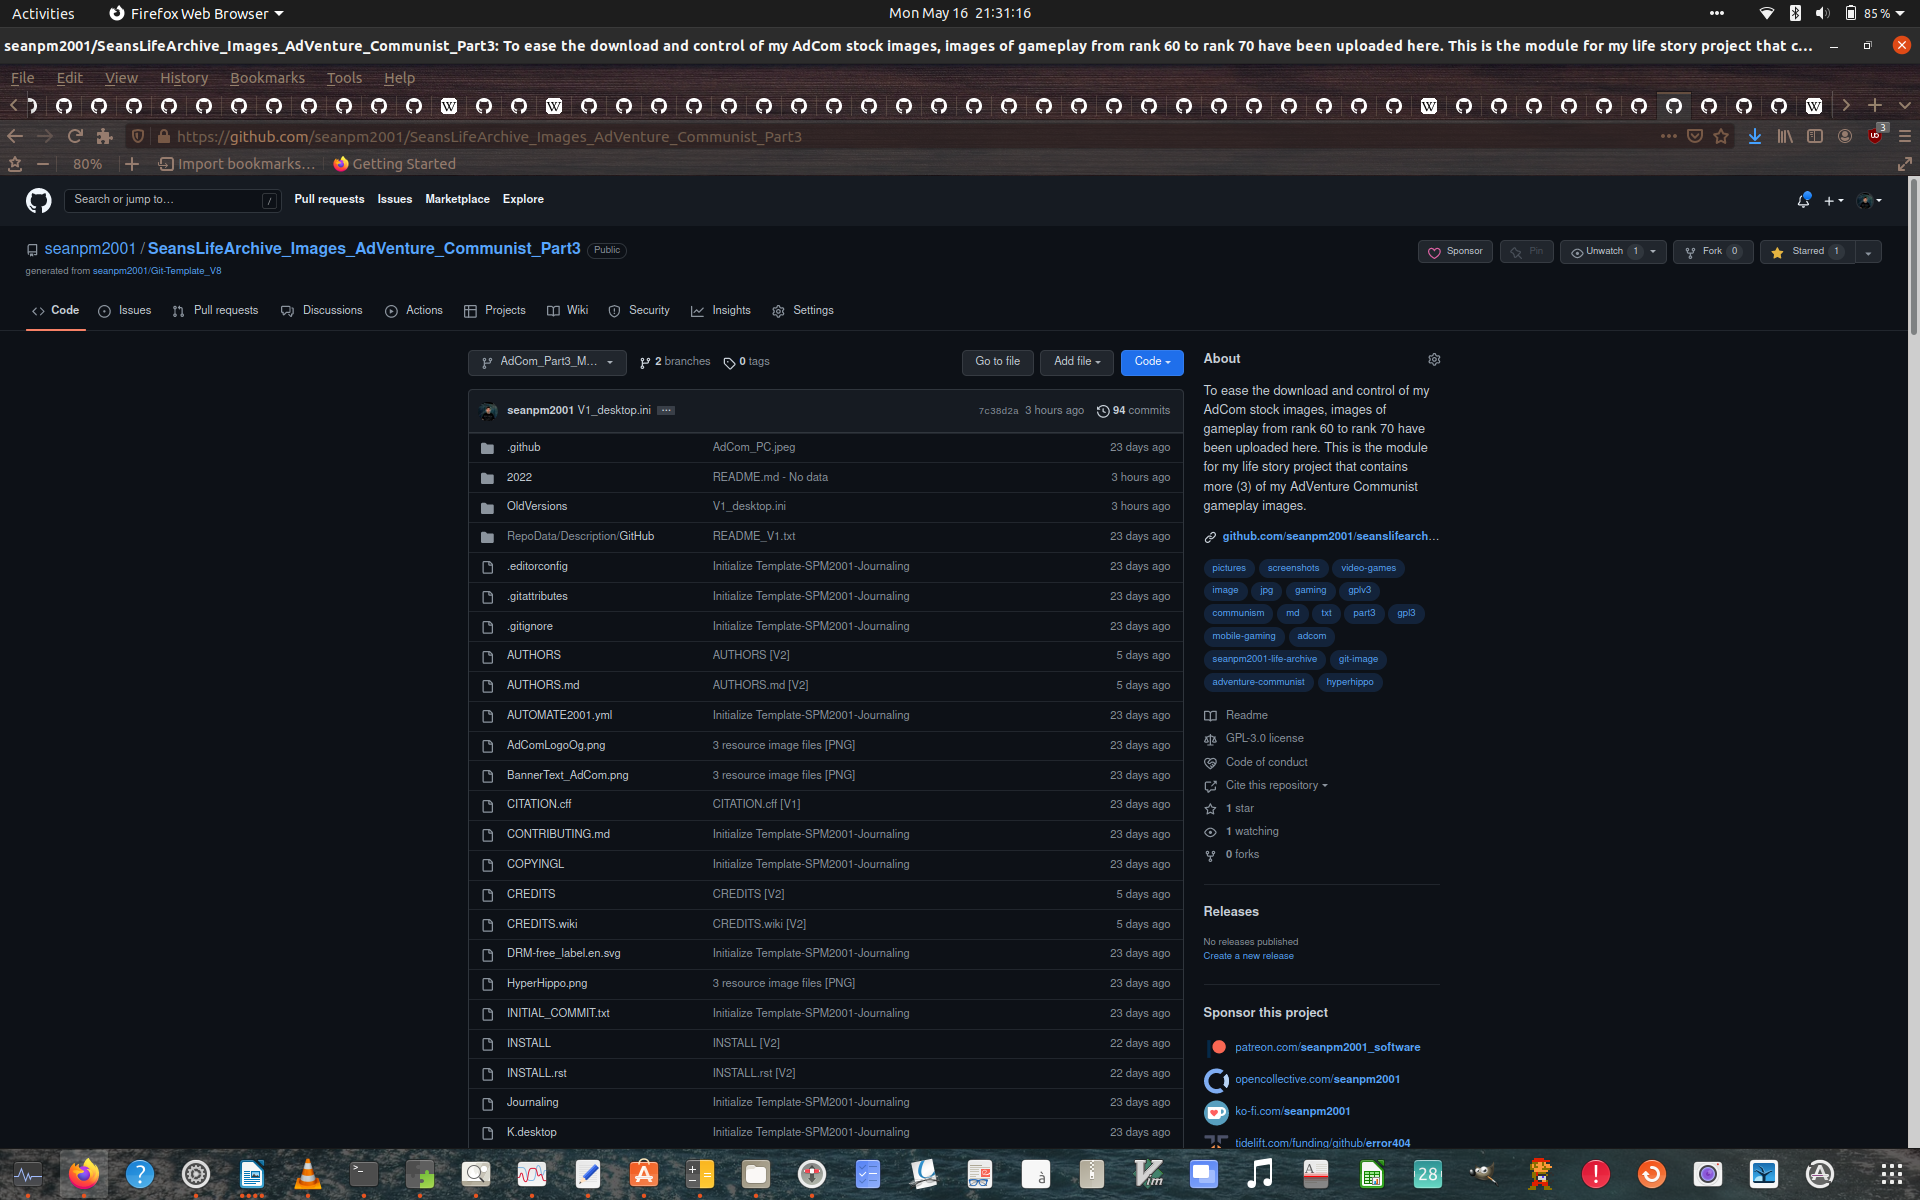 Activities Firefox Web Browser Mon May 16 21:31:16 85 %
seanpm2001/SeansLifeArchive_Images_AdVenture_Communist_Part3: To ease the download and control of my AdCom stock images, images of gameplay from rank 60 to rank 70 have been uploaded here. This is the module for my life story project that c...
File Edit View History Bookmarks Tools Help
https://github.com/seanpm2001/SeansLifeArchive_Images_AdVenture_Communist_Part3 3
80% Import bookmarks... Getting Started
Search or jump to... / Pull requests Issues Marketplace Explore
seanpm2001 / SeansLifeArchive_Images_AdVenture_Communist_Part3 Public Sponsor Pin Unwatch 1 Fork 0 Starred 1
generated from seanpm2001/Git-Template_V8
Code Issues Pull requests Discussions Actions Projects Wiki Security Insights Settings
AdCom_Part3_M... 2 branches 0 tags Go to file Add file Code
seanpm2001 V1_desktop.ini ... 7c38d2a 3 hours ago 94 commits
.github AdCom_PC.jpeg 23 days ago
2022 README.md - No data 3 hours ago
OldVersions V1_desktop.ini 3 hours ago
RepoData/Description/GitHub README_V1.txt 23 days ago
.editorconfig Initialize Template-SPM2001-Journaling 23 days ago
.gitattributes Initialize Template-SPM2001-Journaling 23 days ago
.gitignore Initialize Template-SPM2001-Journaling 23 days ago
AUTHORS AUTHORS [V2] 5 days ago
AUTHORS.md AUTHORS.md [V2] 5 days ago
AUTOMATE2001.yml Initialize Template-SPM2001-Journaling 23 days ago
AdComLogoOg.png 3 resource image files [PNG] 23 days ago
BannerText_AdCom.png 3 resource image files [PNG] 23 days ago
CITATION.cff CITATION.cff [V1] 23 days ago
CONTRIBUTING.md Initialize Template-SPM2001-Journaling 23 days ago
COPYINGL Initialize Template-SPM2001-Journaling 23 days ago
CREDITS CREDITS [V2] 5 days ago
CREDITS.wiki CREDITS.wiki [V2] 5 days ago
DRM-free_label.en.svg Initialize Template-SPM2001-Journaling 23 days ago
HyperHippo.png 3 resource image files [PNG] 23 days ago
INITIAL_COMMIT.txt Initialize Template-SPM2001-Journaling 23 days ago
INSTALL INSTALL [V2] 22 days ago
INSTALL.rst INSTALL.rst [V2] 22 days ago
Journaling Initialize Template-SPM2001-Journaling 23 days ago
K.desktop Initialize Template-SPM2001-Journaling 23 days ago
About
To ease the download and control of my
AdCom stock images, images of
gameplay from rank 60 to rank 70 have
been uploaded here. This is the module
for my life story project that contains
more (3) of my AdVenture Communist
gameplay images.
github.com/seanpm2001/seanslifearch...
pictures screenshots video-games
image jpg gaming gplv3
communism md txt part3 gpl3
mobile-gaming adcom
seanpm2001-life-archive git-image
adventure-communist hyperhippo
Readme
GPL-3.0 license
Code of conduct
Cite this repository
1 star
1 watching
0 forks
Releases
No releases published
Create a new release
Sponsor this project
patreon.com/seanpm2001_software
opencollective.com/seanpm2001
ko-fi.com/seanpm2001
tidelift.com/funding/github/error404
28